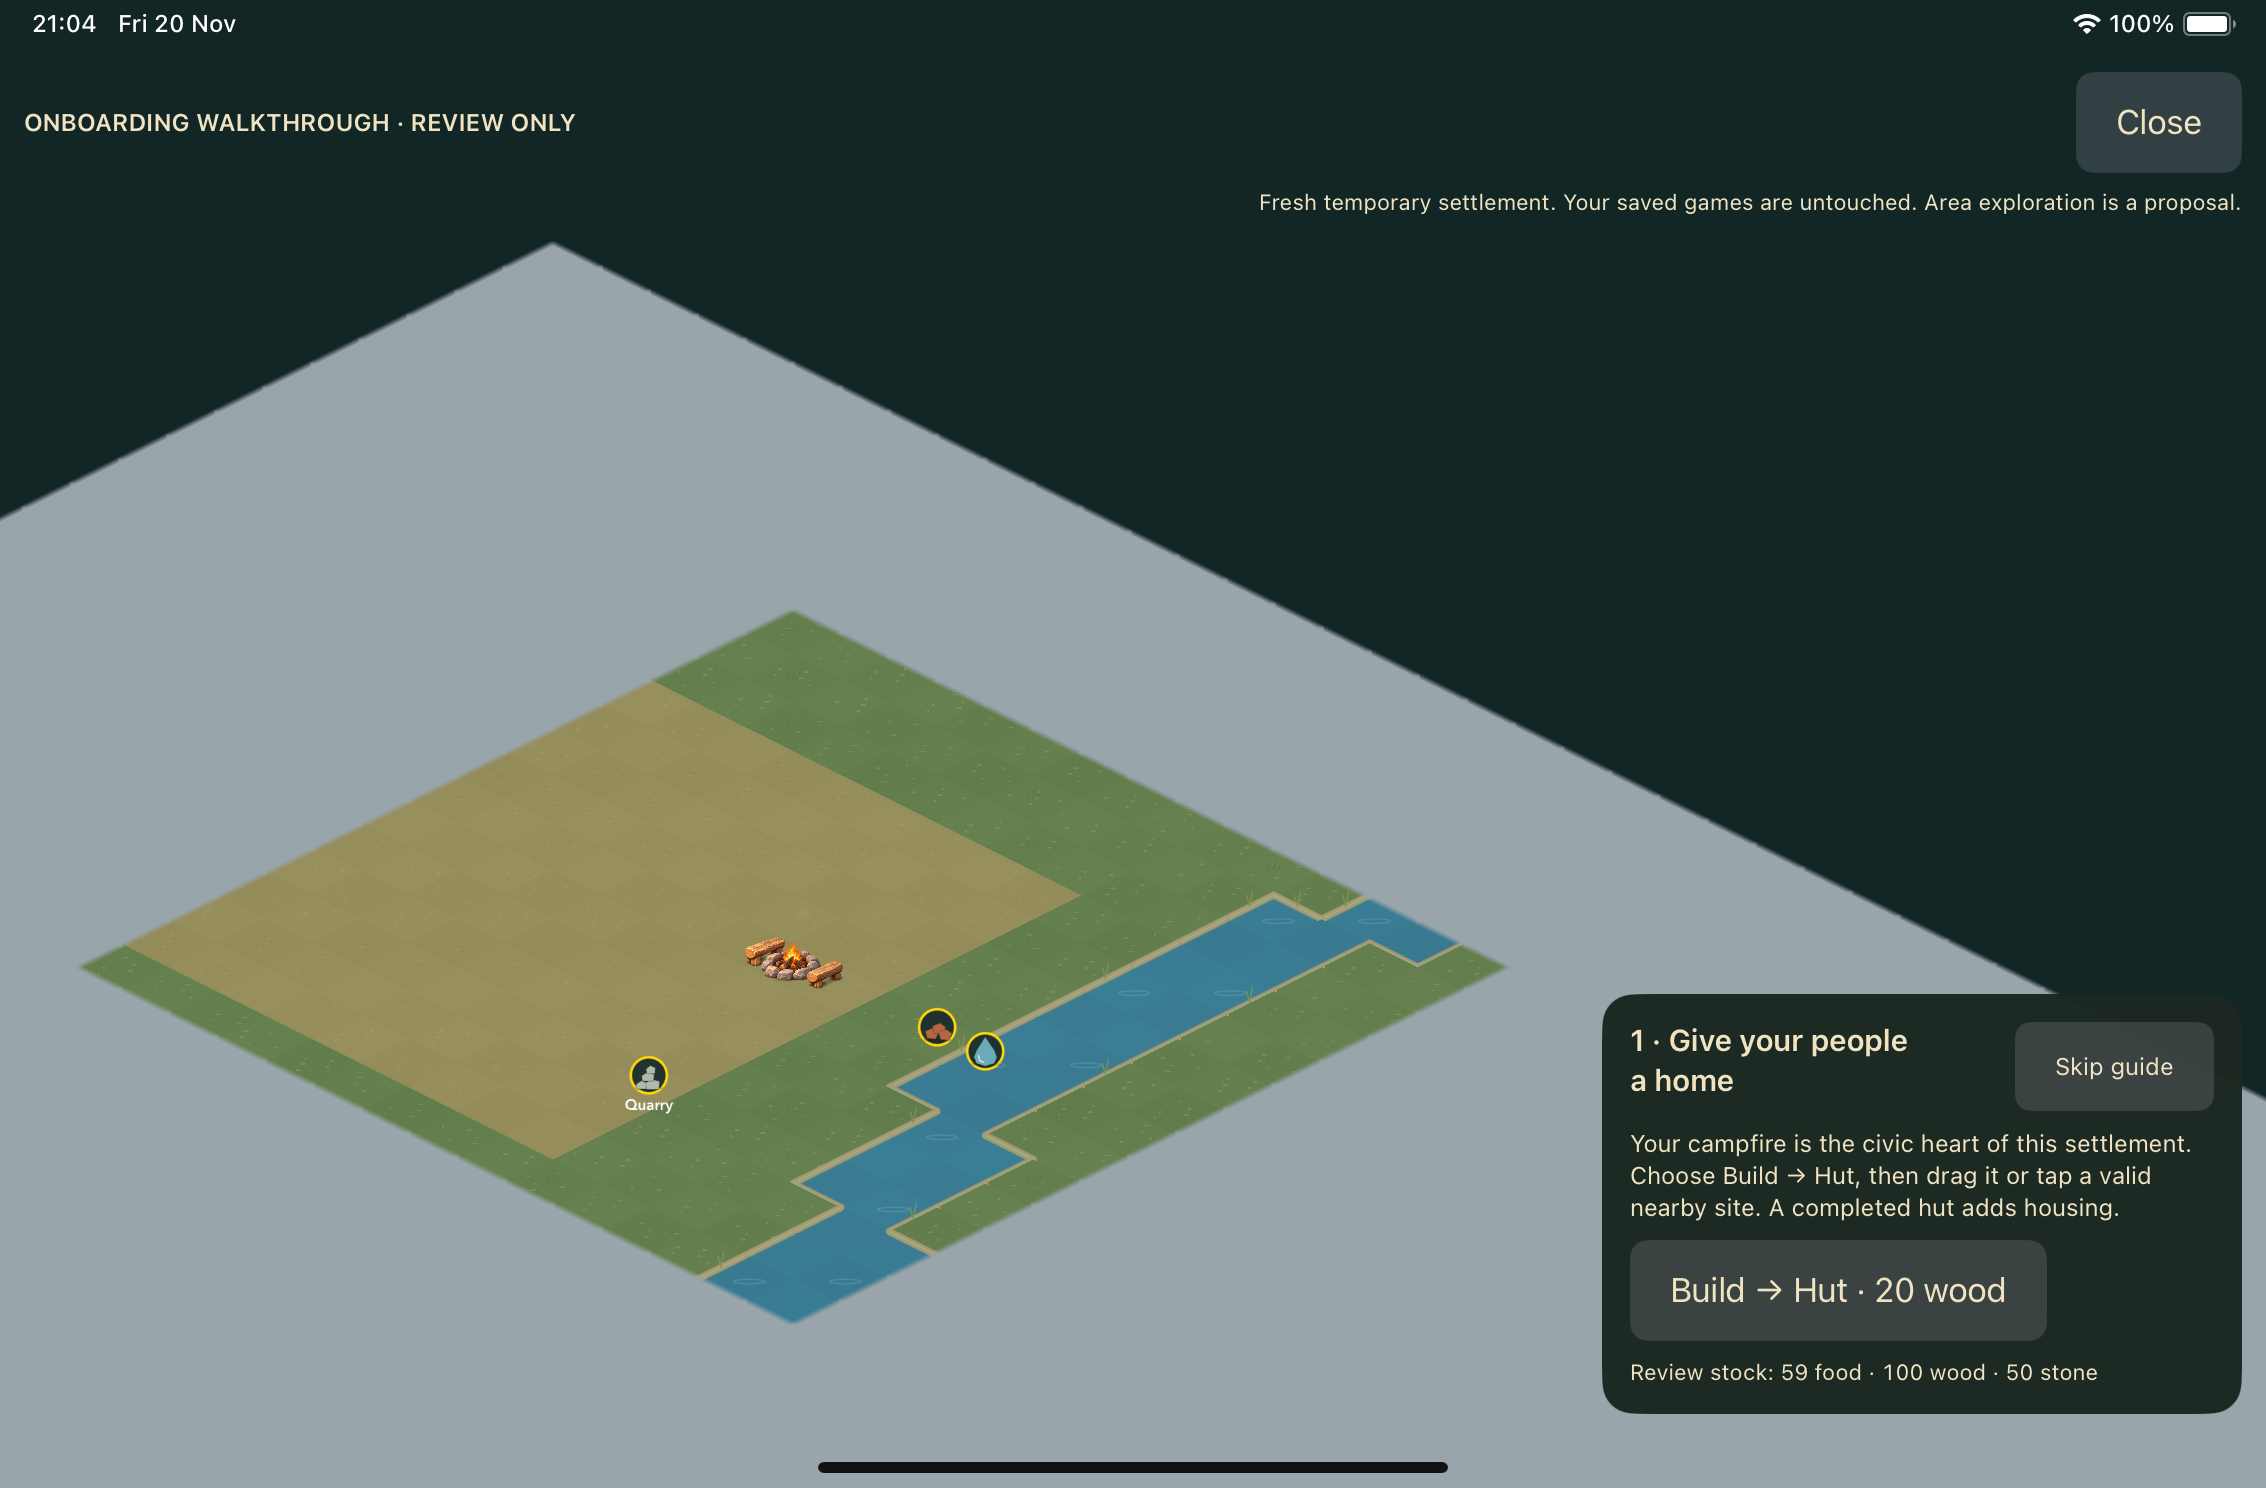 21:04 Fri 20 Nov
100%
ONBOARDING WALKTHROUGH · REVIEW ONLY
Close
Fresh temporary settlement. Your saved games are untouched. Area exploration is a proposal.
Quarry
1 · Give your people
a home
Skip guide
Your campfire is the civic heart of this settlement.
Choose Build → Hut, then drag it or tap a valid
nearby site. A completed hut adds housing.
Build → Hut · 20 wood
Review stock: 59 food · 100 wood · 50 stone